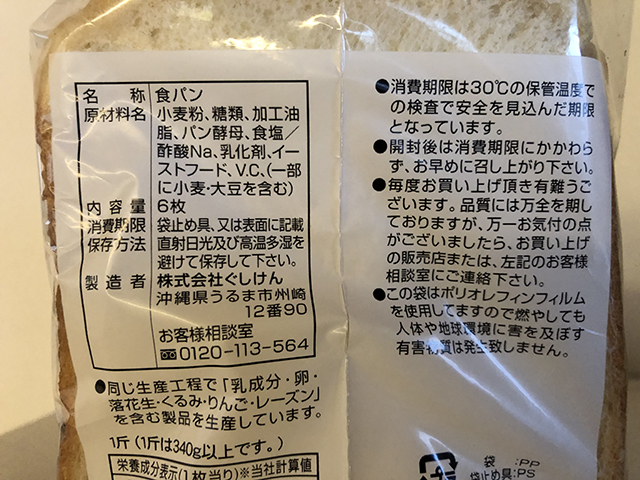 名称 食パン
原材料名 小麦粉、糖類、加工油
脂、パン酵母、食塩／
酢酸Na、乳化剤、イー
ストフード、V.C、(一部
に小麦・大豆を含む)
内容量 6枚
消費期限 袋止め具、又は表面に記載
保存方法 直射日光及び高温多湿を
避けて保存して下さい。
製造者 株式会社ぐしけん
沖縄県うるま市州崎
12番90
お客様相談室
0120-113-564
●同じ生産工程で「乳成分・卵・
落花生・くるみ・りんご・レーズン」
を含む製品を生産しています。
1斤(1斤は340g以上です。)
栄養成分表示(1枚当り)※当社計算値
●消費期限は30℃の保管温度で
の検査で安全を見込んだ期限
となっています。
●開封後は消費期限にかかわら
ず、お早めに召し上がり下さい。
●毎度お買い上げ頂き有難うご
ざいます。品質には万全を期し
ておりますが、万一お気付の点
がございましたら、お買い上げ
の販売店または、左記のお客様
相談室にご連絡下さい。
●この袋はポリオレフィンフィルム
を使用してますので燃やしても
人体や地球環境に害を及ぼす
有害物質は発生致しません。
袋 :PP
袋止め具:PS